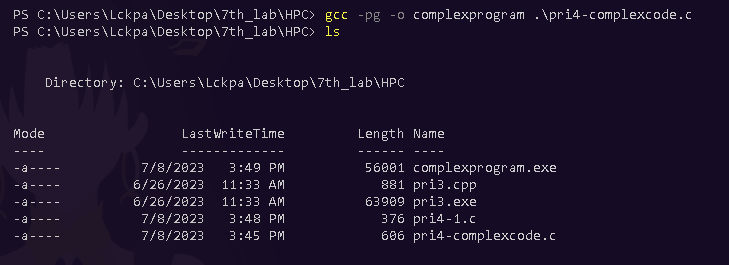 PS C:\Users\Lckpa\Desktop\7th_lab\HPC> gcc -pg -o complexprogram .\pri4-complexcode.c
PS C:\Users\Lckpa\Desktop\7th_lab\HPC> ls
Directory: C:\Users\Lckpa\Desktop\7th_lab\HPC
Mode LastWriteTime Length Name
---- ------------- ------ ----
-a---- 7/8/2023 3:49 PM 56001 complexprogram.exe
-a---- 6/26/2023 11:33 AM 881 pri3.cpp
-a---- 6/26/2023 11:33 AM 63909 pri3.exe
-a---- 7/8/2023 3:48 PM 376 pri4-1.c
-a---- 7/8/2023 3:45 PM 606 pri4-complexcode.c